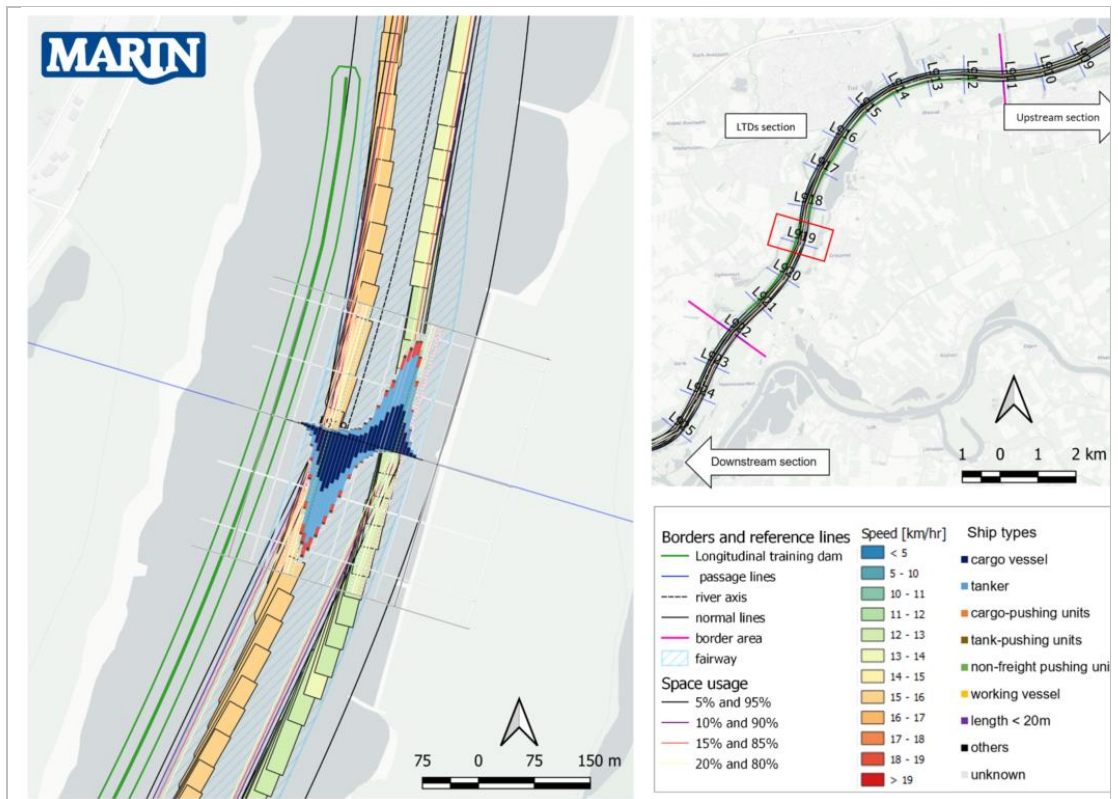 MARIN
75 0 75 150 m
LTDs section
Upstream section
Downstream section
L909
L910
L911
L912
L913
L914
L915
L916
L917
L918
L919
L920
L921
L922
L923
L924
L925
Tiel
1 0 1 2 km
Borders and reference lines
Longitudinal training dam
passage lines
river axis
normal lines
border area
fairway
Space usage
5% and 95%
10% and 90%
15% and 85%
20% and 80%
Speed [km/hr]
< 5
5 - 10
10 - 11
11 - 12
12 - 13
13 - 14
14 - 15
15 - 16
16 - 17
17 - 18
18 - 19
> 19
Ship types
cargo vessel
tanker
cargo-pushing units
tank-pushing units
non-freight pushing uni
working vessel
length < 20m
others
unknown